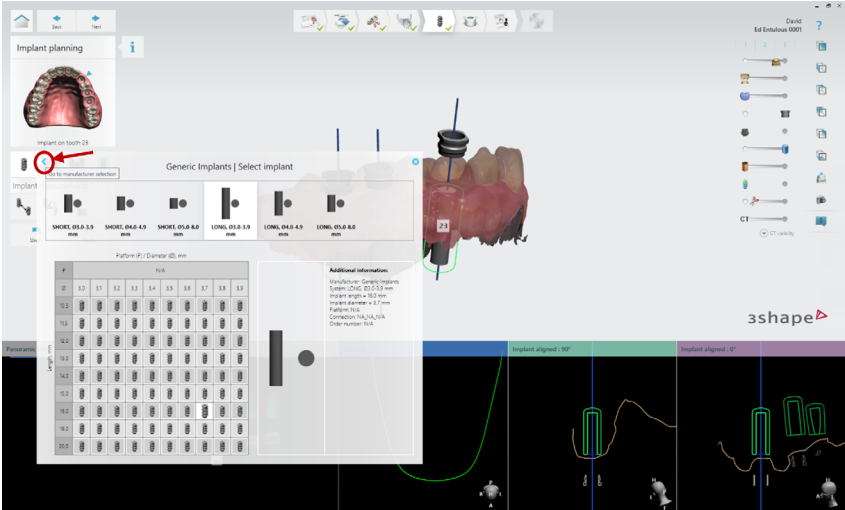 Back
Next
David
Ed Entulous 0001
Implant planning
i
?
1 2 3
Implant on tooth 23
Go to manufacturer selection
Implant
Generic Implants | Select implant
SHORT, Ø3.0-3.9 mm
SHORT, Ø4.0-4.9 mm
SHORT, Ø5.0-8.0 mm
LONG, Ø3.0-3.9 mm
LONG, Ø4.0-4.9 mm
LONG, Ø5.0-8.0 mm
23
CT
CT visibility
Platform (P) / Diameter (Ø), mm
P N/A
Ø 3.0 3.1 3.2 3.3 3.4 3.5 3.6 3.7 3.8 3.9
Length, mm
10,5
11,5
12,0
13,0
14,0
15,0
16,0
18,0
20,0
Additional information:
Manufacturer: Generic Implants
System: LONG, Ø3.0-3.9 mm
Implant length = 16.0 mm
Implant diameter = 3.7 mm
Platform: N/A
Connection: NA_NA_N/A
Order number: N/A
3shape
Panoramic
Implant aligned : 90°
Implant aligned : 0°